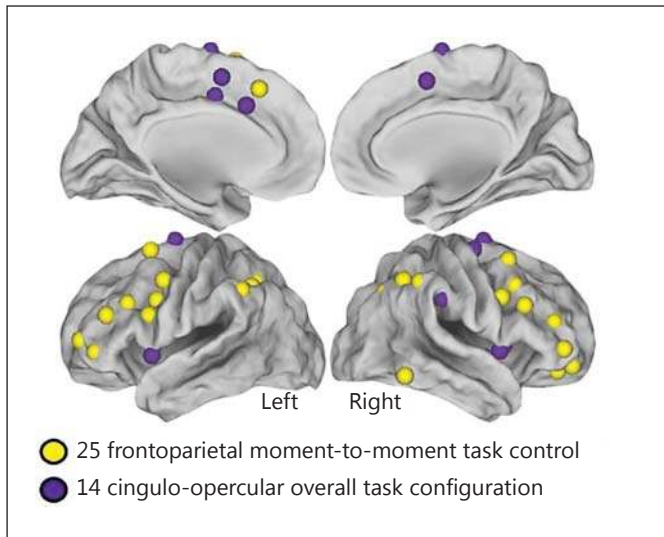 Left Right
25 frontoparietal moment-to-moment task control
14 cingulo-opercular overall task configuration